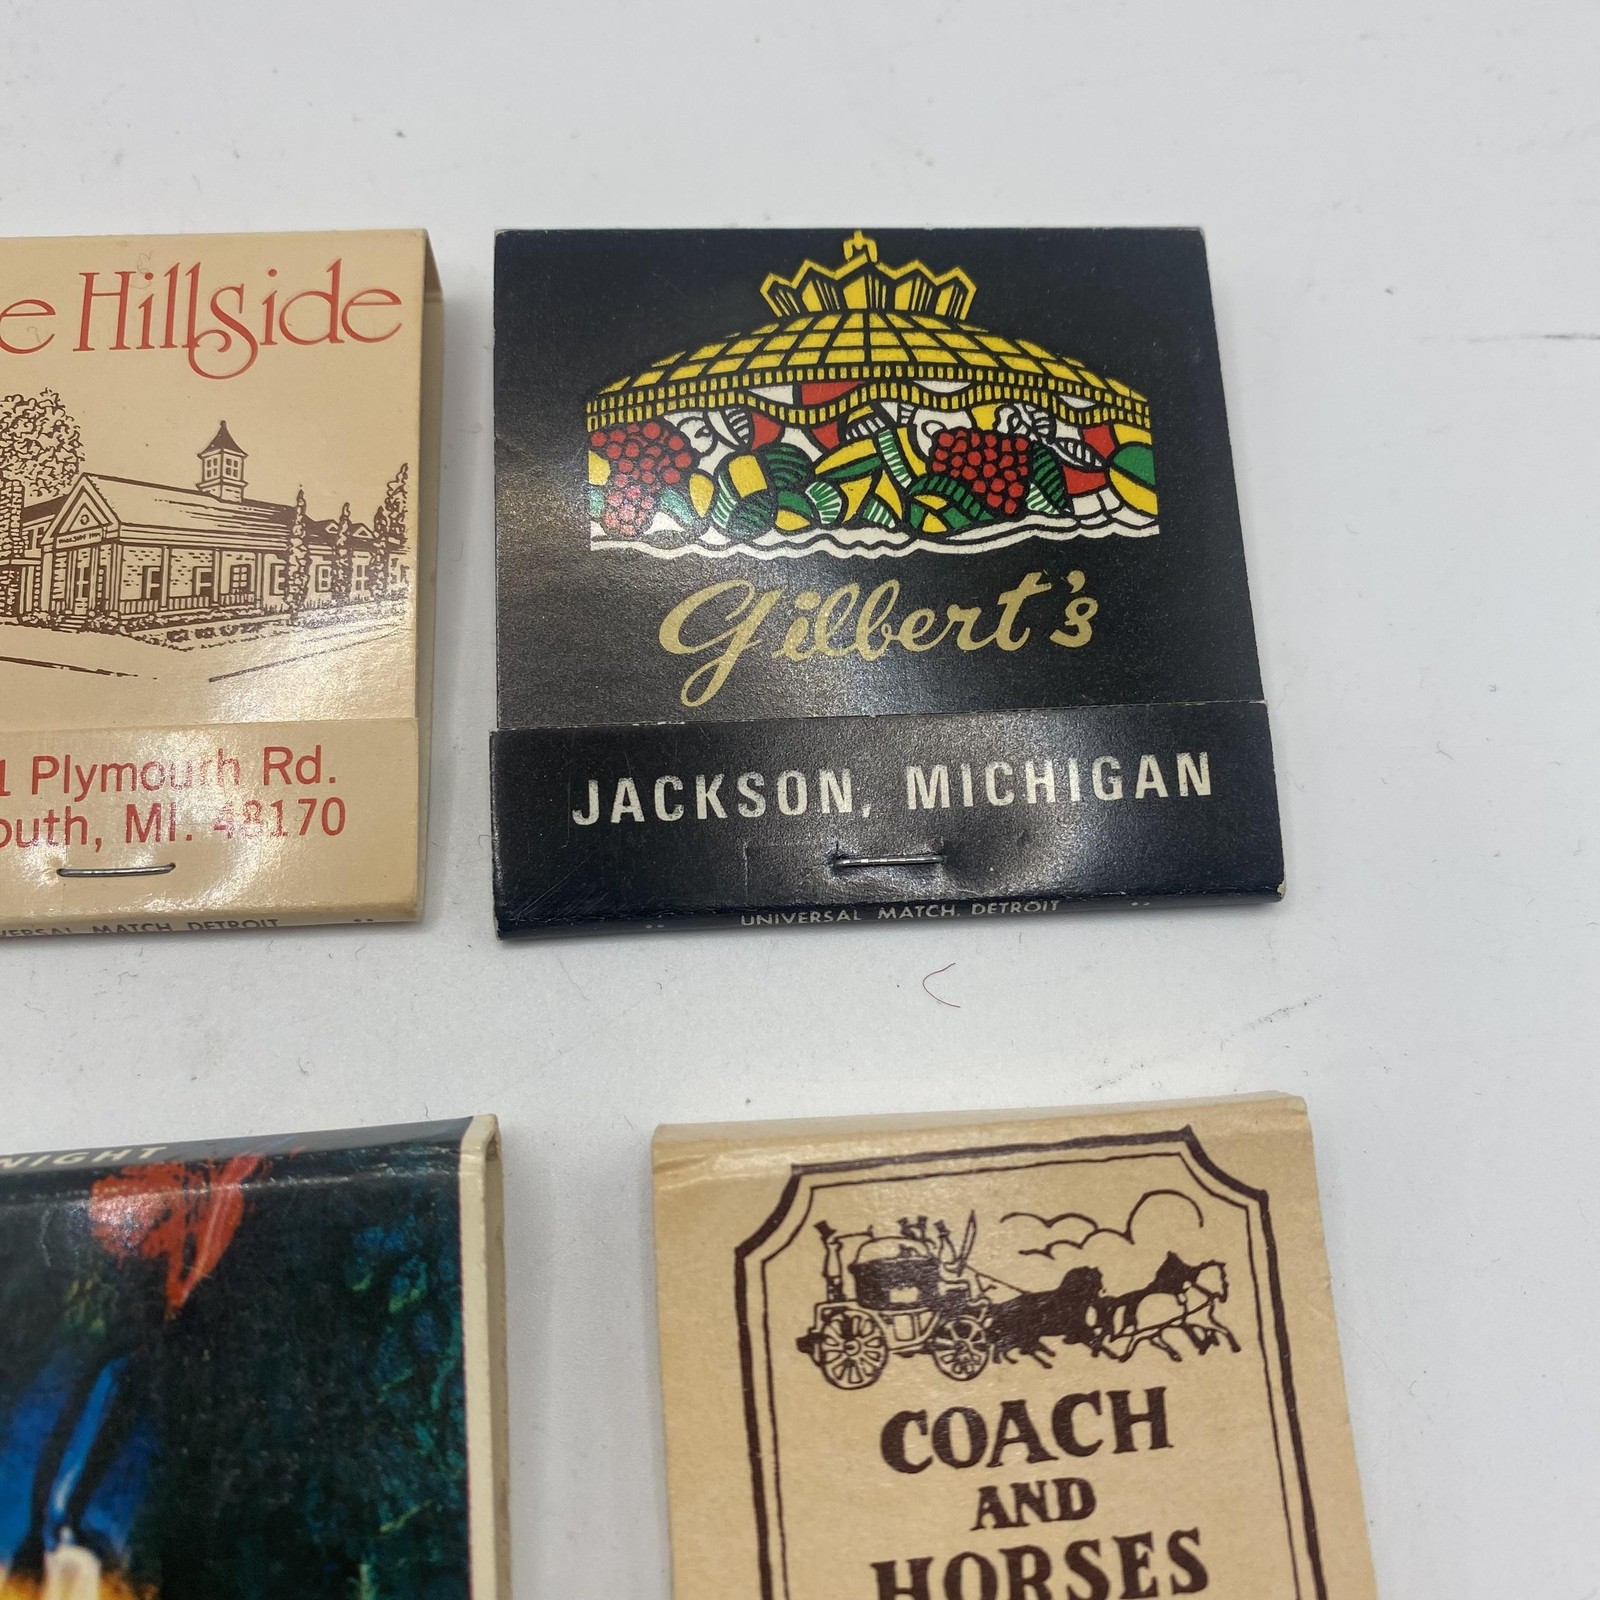 e Hillside
1 Plymouth Rd.
outh, MI. 48170
VERSAL MATCH, DETROIT
Gilbert's
JACKSON, MICHIGAN
UNIVERSAL MATCH, DETROIT
NIGHT
COACH
AND
HORSES